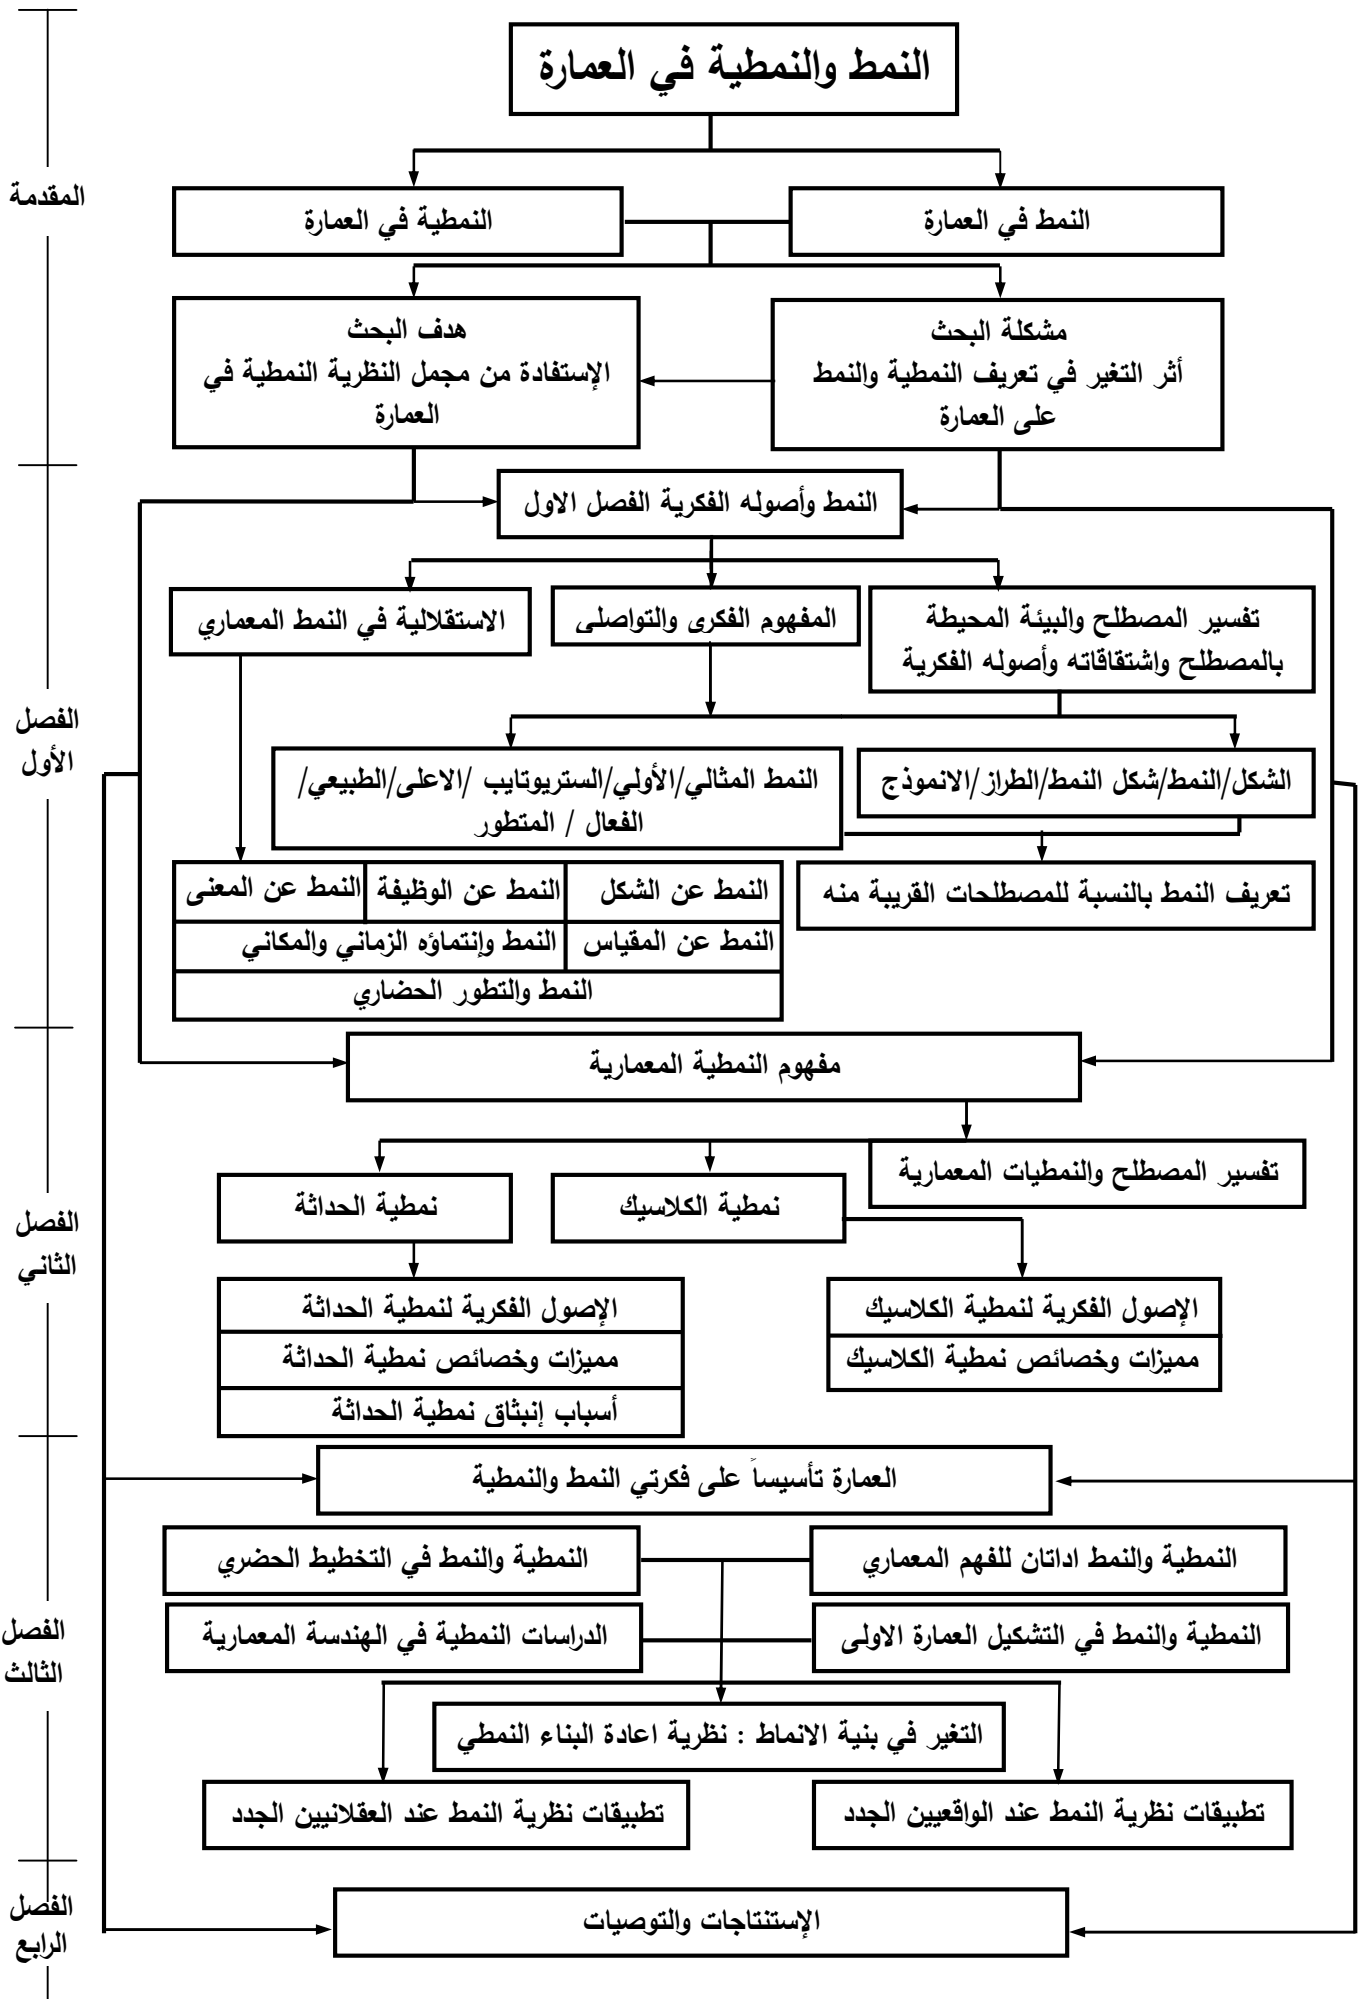 النمط والنمطية في العمارة
المقدمة
النمط في العمارة
النمطية في العمارة
مشكلة البحث
أثر التغير في تعريف النمطية والنمط
على العمارة
هدف البحث
الإستفادة من مجمل النظرية النمطية في
العمارة
النمط وأصوله الفكرية الفصل الاول
تفسير المصطلح والبيئة المحيطة
بالمصطلح واشتقاقاته وأصوله الفكرية
المفهوم الفكري والتواصلي
الاستقلالية في النمط المعماري
الفصل
الأول
الشكل/النمط/شكل النمط/الطراز/الانموذج
النمط المثالي/الأولي/الستريوتايب /الاعلى/الطبيعي/
الفعال / المتطور
تعريف النمط بالنسبة للمصطلحات القريبة منه
النمط عن الشكل
النمط عن الوظيفة
النمط عن المعنى
النمط عن المقياس
النمط وإنتماؤه الزماني والمكاني
النمط والتطور الحضاري
مفهوم النمطية المعمارية
تفسير المصطلح والنمطيات المعمارية
نمطية الكلاسيك
نمطية الحداثة
الفصل
الثاني
الإصول الفكرية لنمطية الكلاسيك
مميزات وخصائص نمطية الكلاسيك
الإصول الفكرية لنمطية الحداثة
مميزات وخصائص نمطية الحداثة
أسباب إنبثاق نمطية الحداثة
العمارة تأسيساً على فكرتي النمط والنمطية
النمطية والنمط اداتان للفهم المعماري
النمطية والنمط في التخطيط الحضري
النمطية والنمط في التشكيل العمارة الاولى
الدراسات النمطية في الهندسة المعمارية
الفصل
الثالث
التغير في بنية الانماط : نظرية اعادة البناء النمطي
تطبيقات نظرية النمط عند الواقعيين الجدد
تطبيقات نظرية النمط عند العقلانيين الجدد
الفصل
الرابع
الإستنتاجات والتوصيات